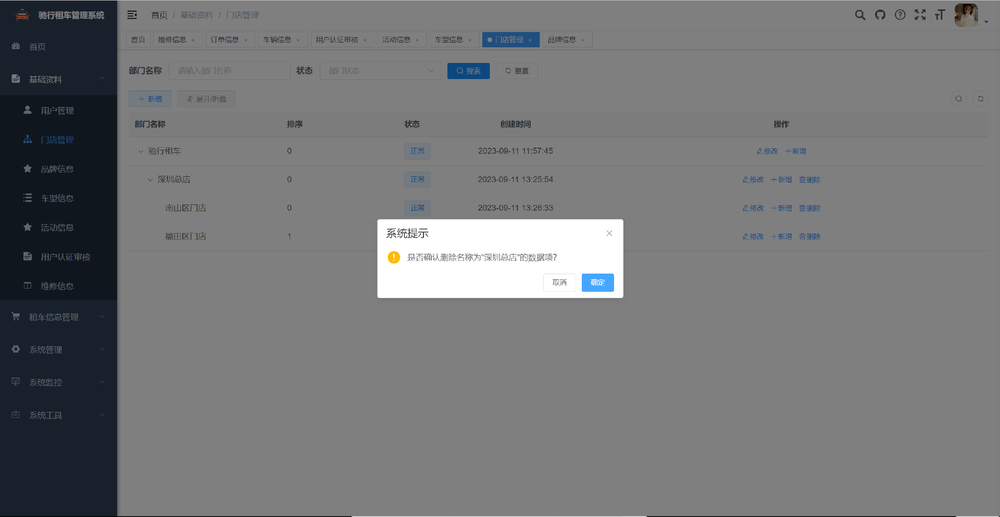 驰行租车管理系统
首页 / 基础资料 / 门店管理
首页 维修信息 × 订单信息 × 车辆信息 × 用户认证审核 × 活动信息 × 车型信息 × 门店管理 × 品牌信息 ×
首页
基础资料
用户管理
门店管理
品牌信息
车型信息
活动信息
用户认证审核
维修信息
租车信息管理
系统管理
系统监控
系统工具
部门名称 请输入部门名称 状态 部门状态 搜索 重置
新增 展开/折叠
部门名称 排序 状态 创建时间 操作
驰行租车 0 正常 2023-09-11 11:57:45 修改 新增
深圳总店 0 正常 2023-09-11 13:25:54 修改 新增 删除
南山区门店 0 正常 2023-09-11 13:26:33 修改 新增 删除
福田区门店 1 修改 新增 删除
系统提示
是否确认删除名称为"深圳总店"的数据项?
取消 确定